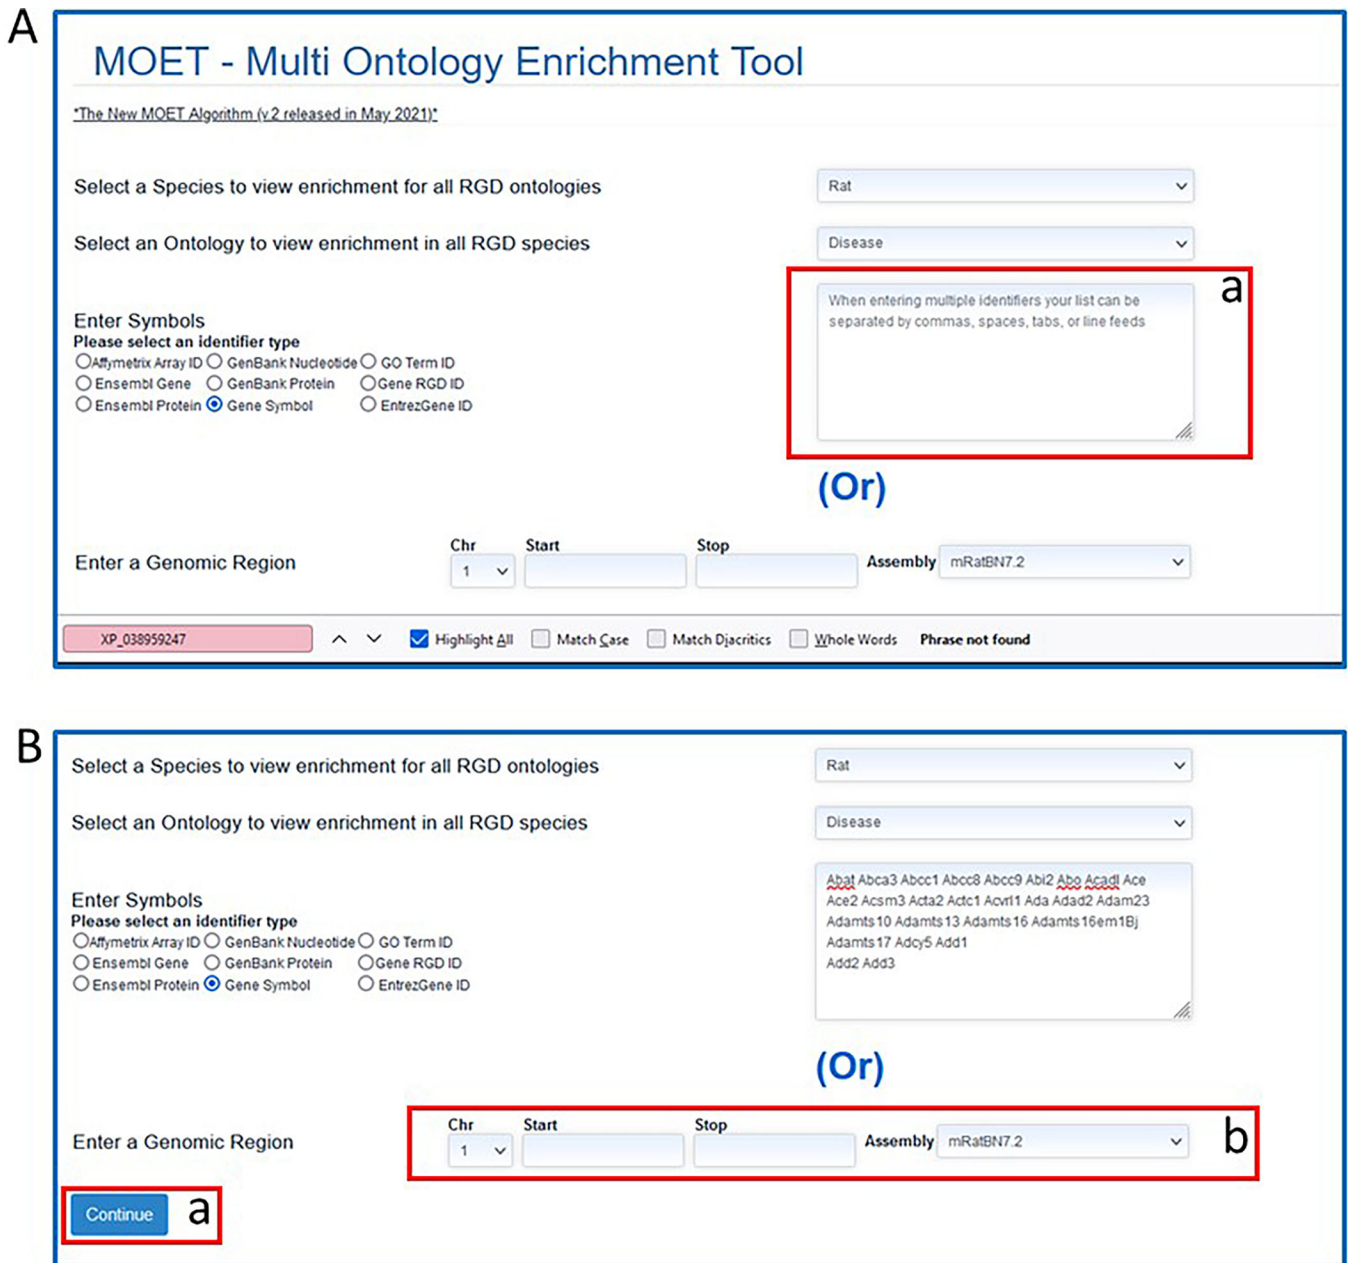 A
MOET - Multi Ontology Enrichment Tool
*The New MOET Algorithm (v.2 released in May 2021)*
Select a Species to view enrichment for all RGD ontologies
Rat
Select an Ontology to view enrichment in all RGD species
Disease
a
When entering multiple identifiers your list can be
separated by commas, spaces, tabs, or line feeds
Enter Symbols
Please select an identifier type
Affymetrix Array ID GenBank Nucleotide GO Term ID
Ensembl Gene GenBank Protein Gene RGD ID
Ensembl Protein Gene Symbol EntrezGene ID
(Or)
Enter a Genomic Region
Chr Start Stop
1
Assembly mRatBN7.2
XP_038959247 Highlight All Match Case Match Diacritics Whole Words Phrase not found
B
Select a Species to view enrichment for all RGD ontologies
Rat
Select an Ontology to view enrichment in all RGD species
Disease
Enter Symbols
Please select an identifier type
Affymetrix Array ID GenBank Nucleotide GO Term ID
Ensembl Gene GenBank Protein Gene RGD ID
Ensembl Protein Gene Symbol EntrezGene ID
Abat Abca3 Abcc1 Abcc8 Abcc9 Abi2 Abo Acadl Ace
Ace2 Acsm3 Acta2 Actc1 Acvrl1 Ada Adad2 Adam23
Adamts10 Adamts13 Adamts16 Adamts16em1Bj
Adamts17 Adcy5 Add1
Add2 Add3
(Or)
Enter a Genomic Region
Chr Start Stop
1
Assembly mRatBN7.2
b
Continue
a